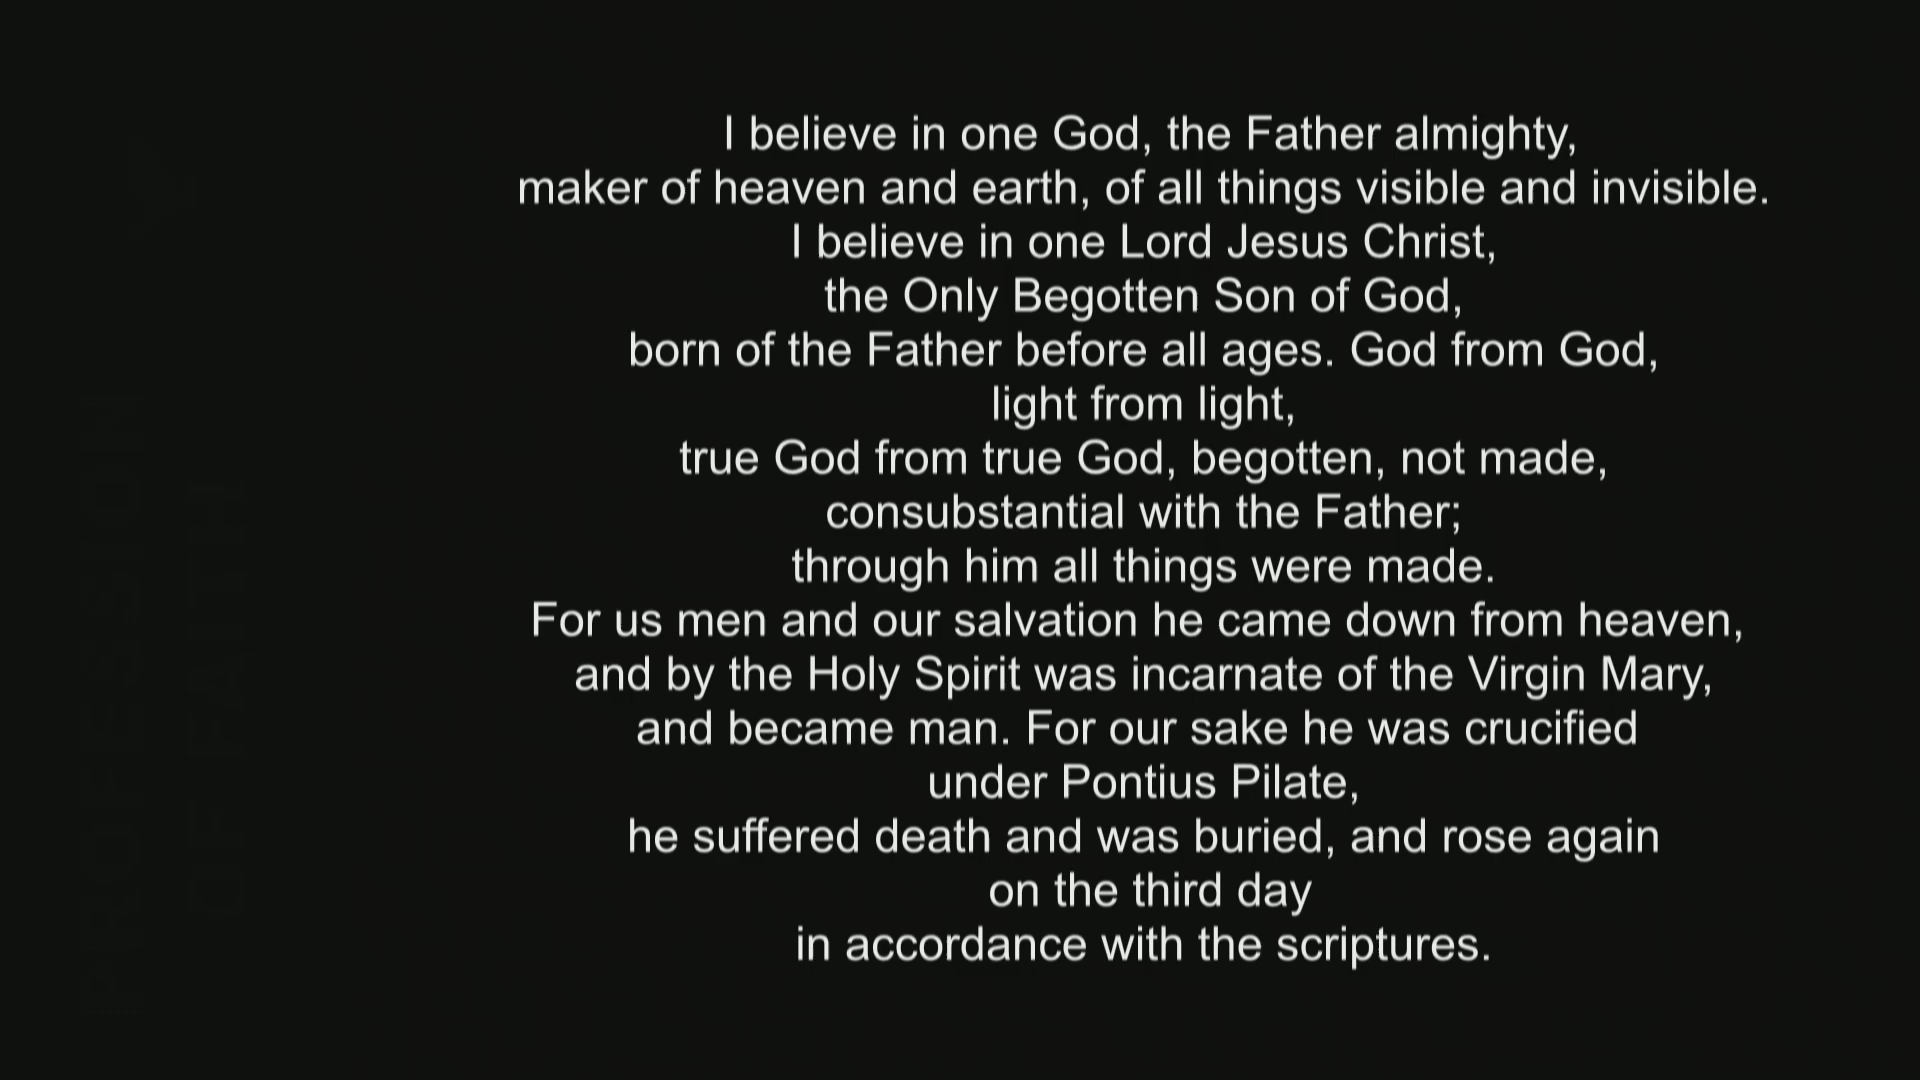 PROFESSION
OF FAITH
I believe in one God, the Father almighty,
maker of heaven and earth, of all things visible and invisible.
I believe in one Lord Jesus Christ,
the Only Begotten Son of God,
born of the Father before all ages. God from God,
light from light,
true God from true God, begotten, not made,
consubstantial with the Father;
through him all things were made.
For us men and our salvation he came down from heaven,
and by the Holy Spirit was incarnate of the Virgin Mary,
and became man. For our sake he was crucified
under Pontius Pilate,
he suffered death and was buried, and rose again
on the third day
in accordance with the scriptures.